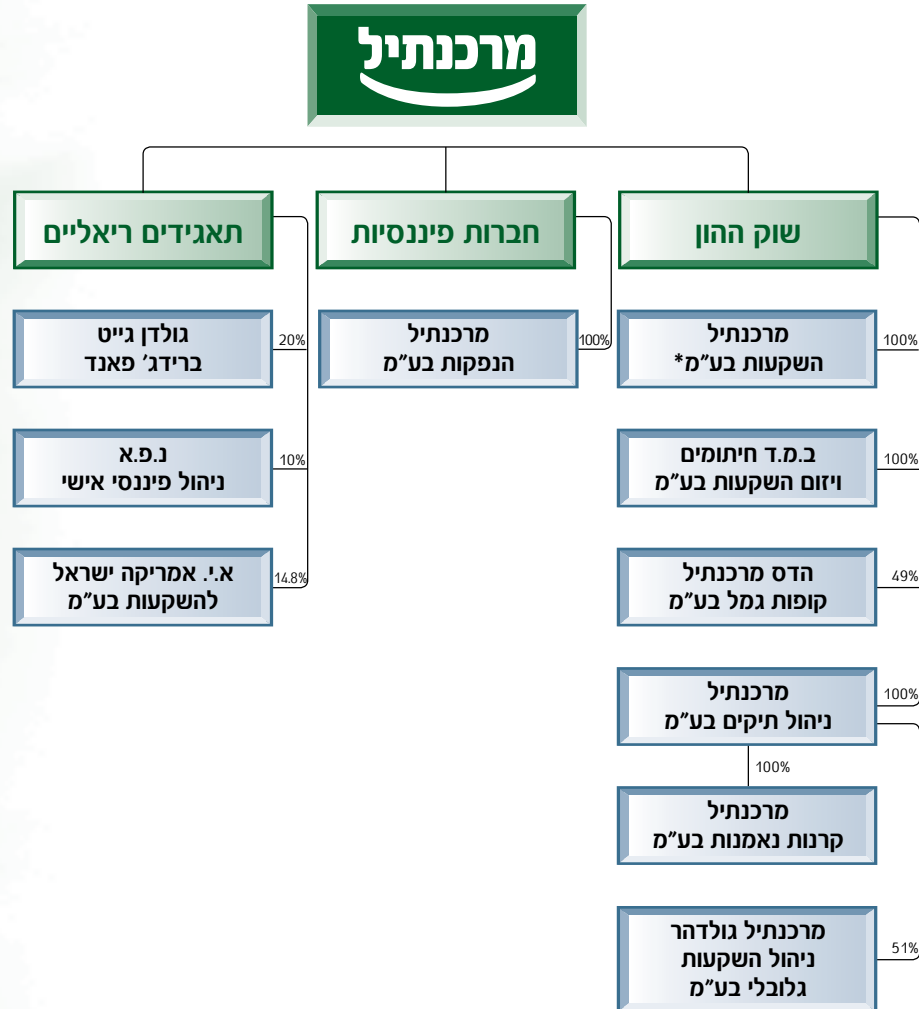 מרכנתיל
שוק ההון
חברות פיננסיות
תאגידים ריאליים
מרכנתיל
השקעות בע״מ*
100%
ב.מ.ד חיתומים
ויזום השקעות בע״מ
100%
הדס מרכנתיל
קופות גמל בע״מ
49%
מרכנתיל
ניהול תיקים בע״מ
100%
100%
מרכנתיל
קרנות נאמנות בע״מ
מרכנתיל גולדהר
ניהול השקעות
גלובלי בע״מ
51%
מרכנתיל
הנפקות בע״מ
100%
גולדן גייט
ברידג׳ פאנד
20%
נ.פ.א
ניהול פיננסי אישי
10%
א.י. אמריקה ישראל
להשקעות בע״מ
14.8%